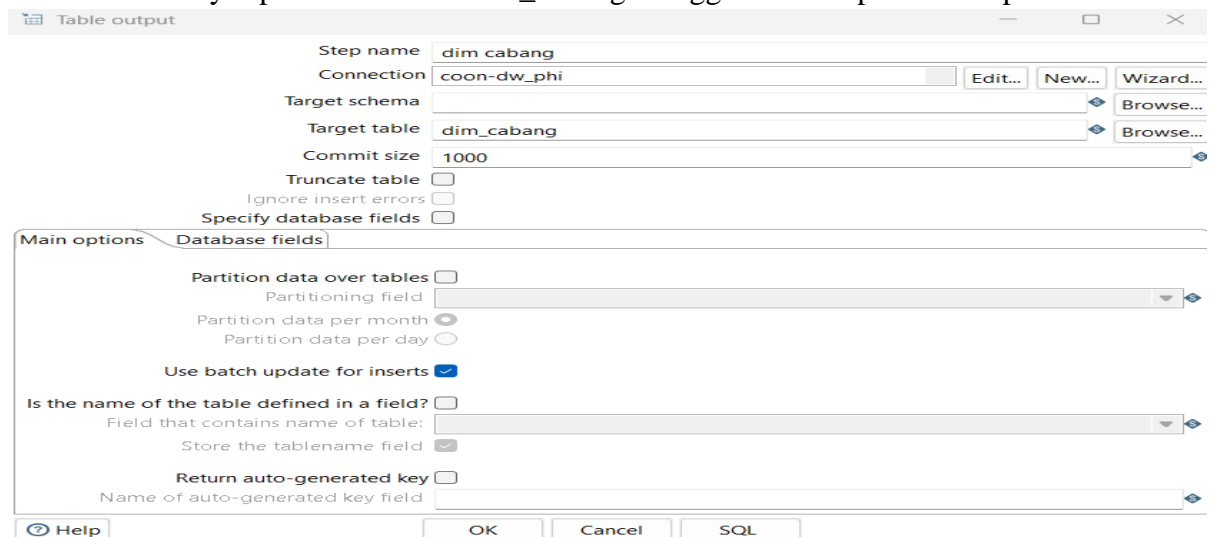 Table output
Step name dim cabang
Connection coon-dw_phi Edit... New... Wizard...
Target schema Browse...
Target table dim_cabang Browse...
Commit size 1000
Truncate table
Ignore insert errors
Specify database fields
Main options Database fields
Partition data over tables
Partitioning field
Partition data per month
Partition data per day
Use batch update for inserts
Is the name of the table defined in a field?
Field that contains name of table:
Store the tablename field
Return auto-generated key
Name of auto-generated key field
Help OK Cancel SQL